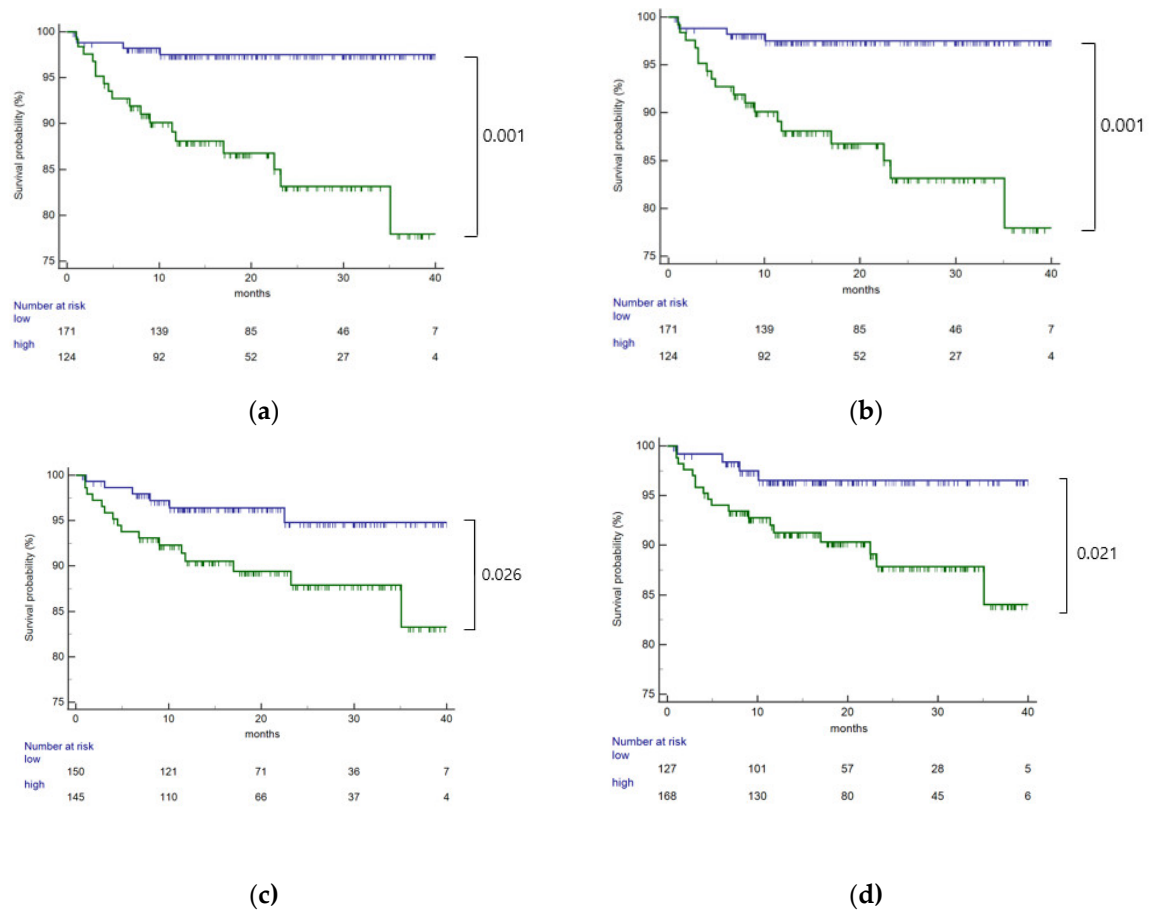 100
95
90
85
80
75
Survival probability (%)
0 10 20 30 40
months
0.001
Number at risk
low
171 139 85 46 7
high
124 92 52 27 4
(a)
100
95
90
85
80
75
Survival probability (%)
0 10 20 30 40
months
0.001
Number at risk
low
171 139 85 46 7
high
124 92 52 27 4
(b)
100
95
90
85
80
75
Survival probability (%)
0 10 20 30 40
months
0.026
Number at risk
low
150 121 71 36 7
high
145 110 66 37 4
(c)
100
95
90
85
80
75
Survival probability (%)
0 10 20 30 40
months
0.021
Number at risk
low
127 101 57 28 5
high
168 130 80 45 6
(d)